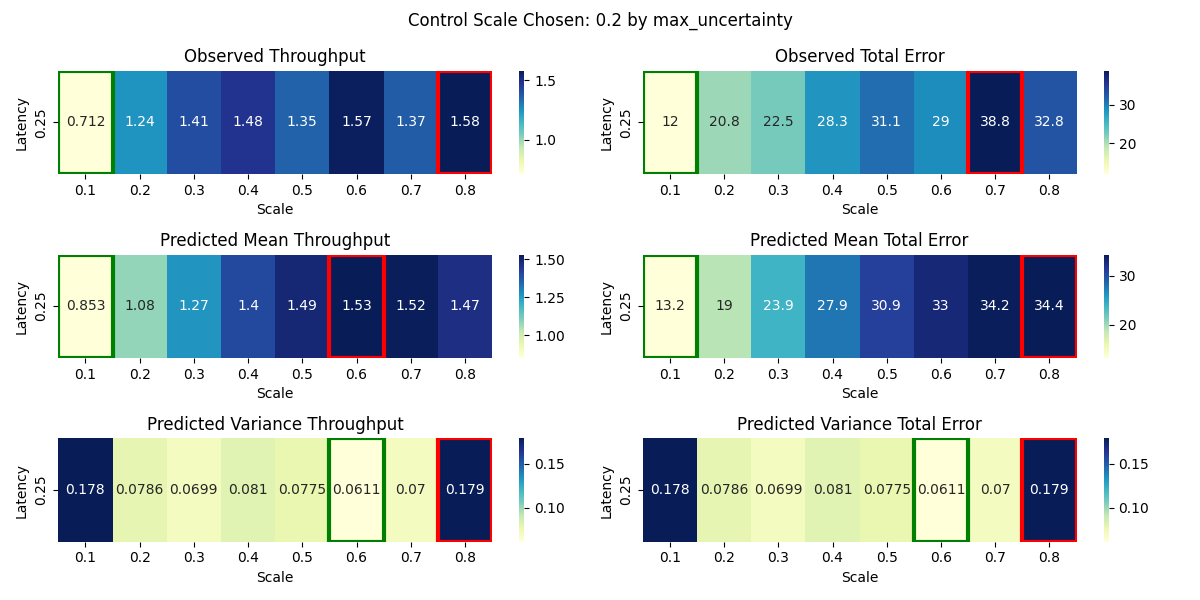 Control Scale Chosen: 0.2 by max_uncertainty
Observed Throughput
Latency
0.25
0.712 1.24 1.41 1.48 1.35 1.57 1.37 1.58
0.1 0.2 0.3 0.4 0.5 0.6 0.7 0.8
Scale
1.5
1.0
Observed Total Error
Latency
0.25
12 20.8 22.5 28.3 31.1 29 38.8 32.8
0.1 0.2 0.3 0.4 0.5 0.6 0.7 0.8
Scale
30
20
Predicted Mean Throughput
Latency
0.25
0.853 1.08 1.27 1.4 1.49 1.53 1.52 1.47
0.1 0.2 0.3 0.4 0.5 0.6 0.7 0.8
Scale
1.50
1.25
1.00
Predicted Mean Total Error
Latency
0.25
13.2 19 23.9 27.9 30.9 33 34.2 34.4
0.1 0.2 0.3 0.4 0.5 0.6 0.7 0.8
Scale
30
20
Predicted Variance Throughput
Latency
0.25
0.178 0.0786 0.0699 0.081 0.0775 0.0611 0.07 0.179
0.1 0.2 0.3 0.4 0.5 0.6 0.7 0.8
Scale
0.15
0.10
Predicted Variance Total Error
Latency
0.25
0.178 0.0786 0.0699 0.081 0.0775 0.0611 0.07 0.179
0.1 0.2 0.3 0.4 0.5 0.6 0.7 0.8
Scale
0.15
0.10